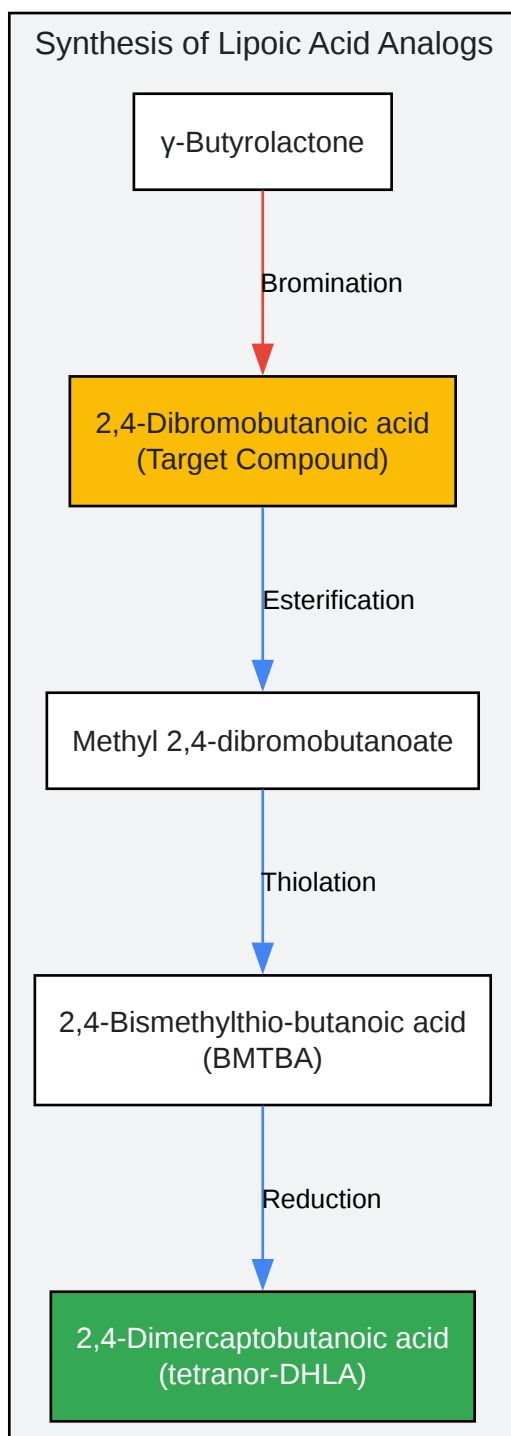 Synthesis of Lipoic Acid Analogs
γ-Butyrolactone
Bromination
2,4-Dibromobutanoic acid
(Target Compound)
Esterification
Methyl 2,4-dibromobutanoate
Thiolation
2,4-Bismethylthio-butanoic acid
(BMTBA)
Reduction
2,4-Dimercaptobutanoic acid
(tetranor-DHLA)